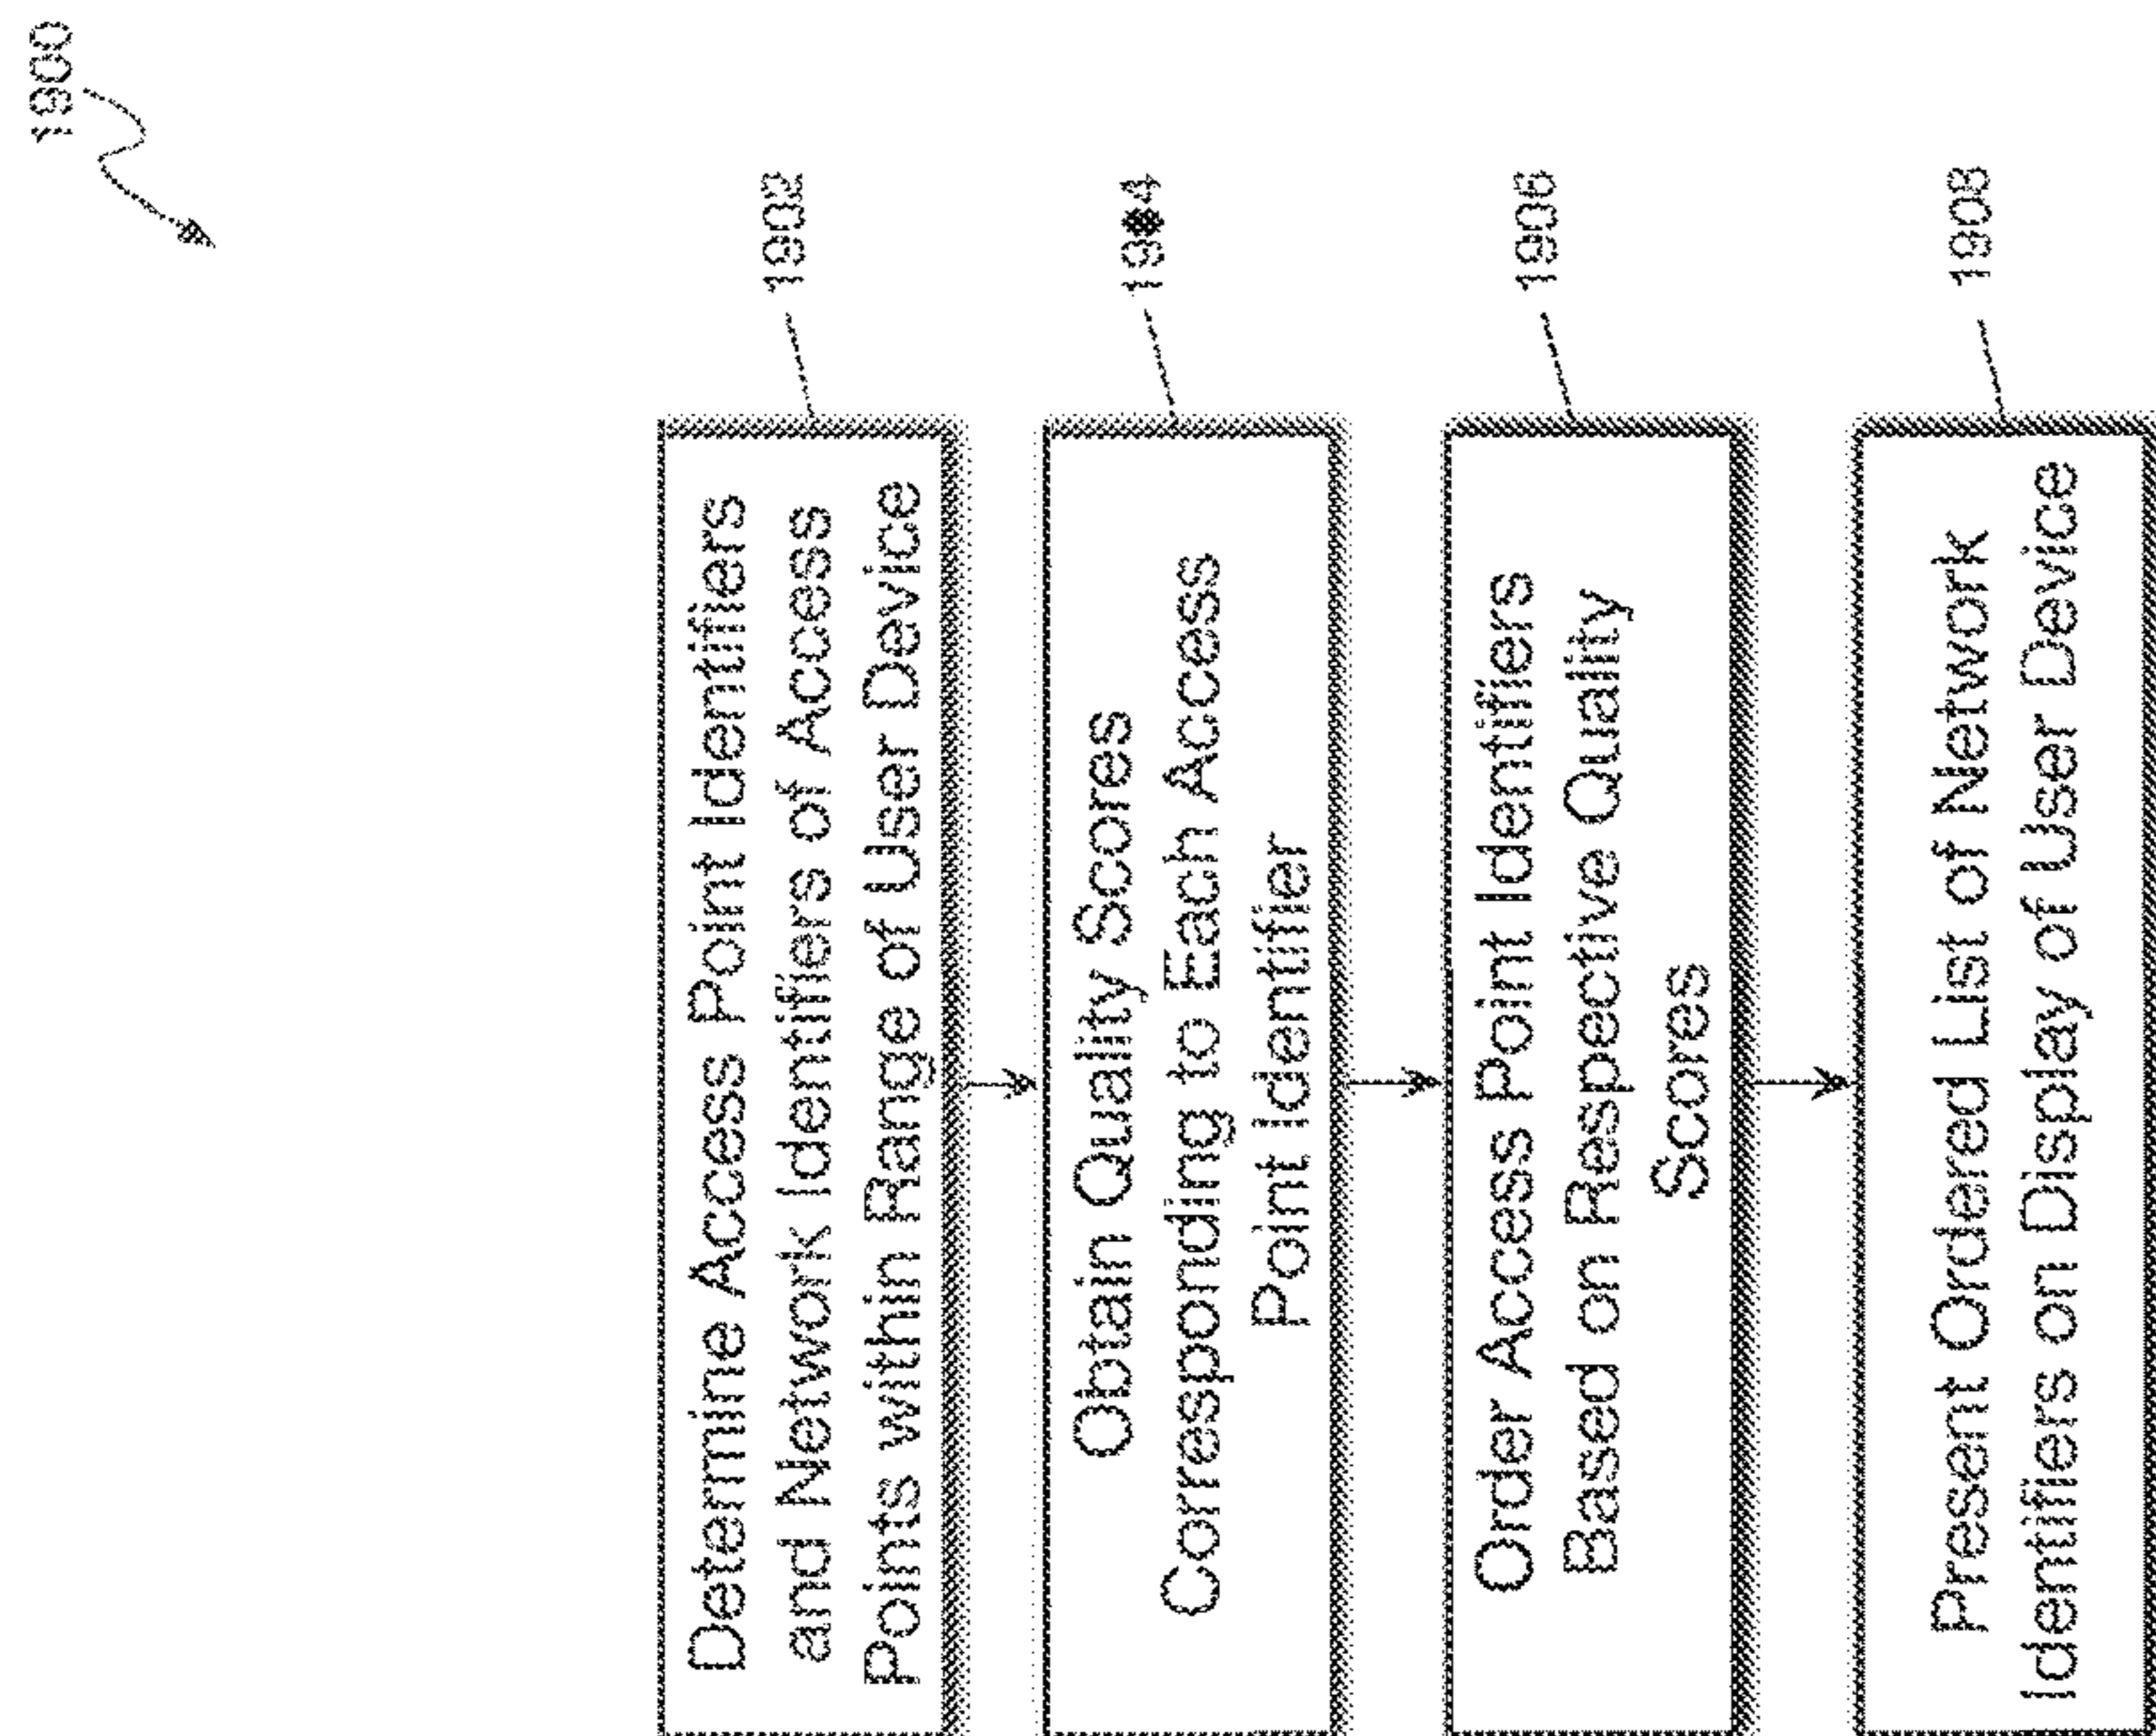 1900
Determine Access Point Identifiers
and Network Identifiers of Access
Points within Range of User Device
1902
Obtain Quality Scores
Corresponding to Each Access
Point Identifier
Order Access Point Identifiers
Based on Respective Quality
Scores
1906
Present Ordered List of Network
Identifiers on Display of User Device
1908